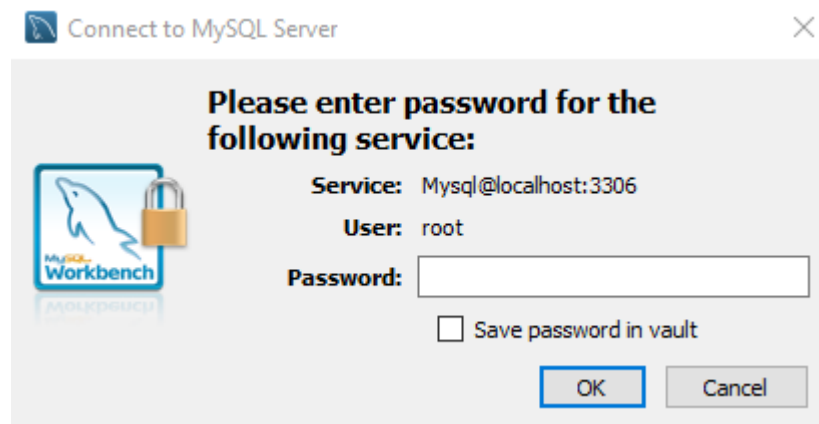 Connect to MySQL Server
Please enter password for the
following service:
Service: Mysql@localhost:3306
User: root
MySQL
Workbench
Password:
Save password in vault
OK Cancel